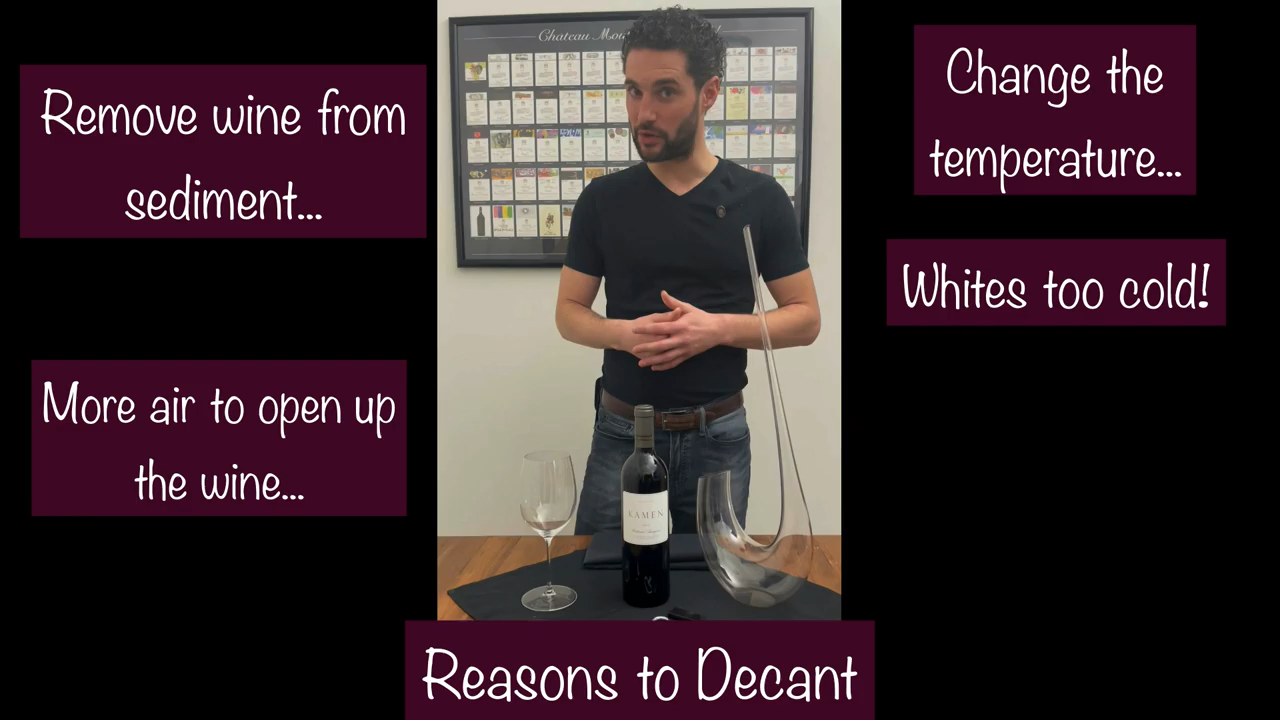 Chateau Mou
Remove wine from
sediment...
More air to open up
the wine...
Change the
temperature...
Whites too cold!
KAMEN
Reasons to Decant